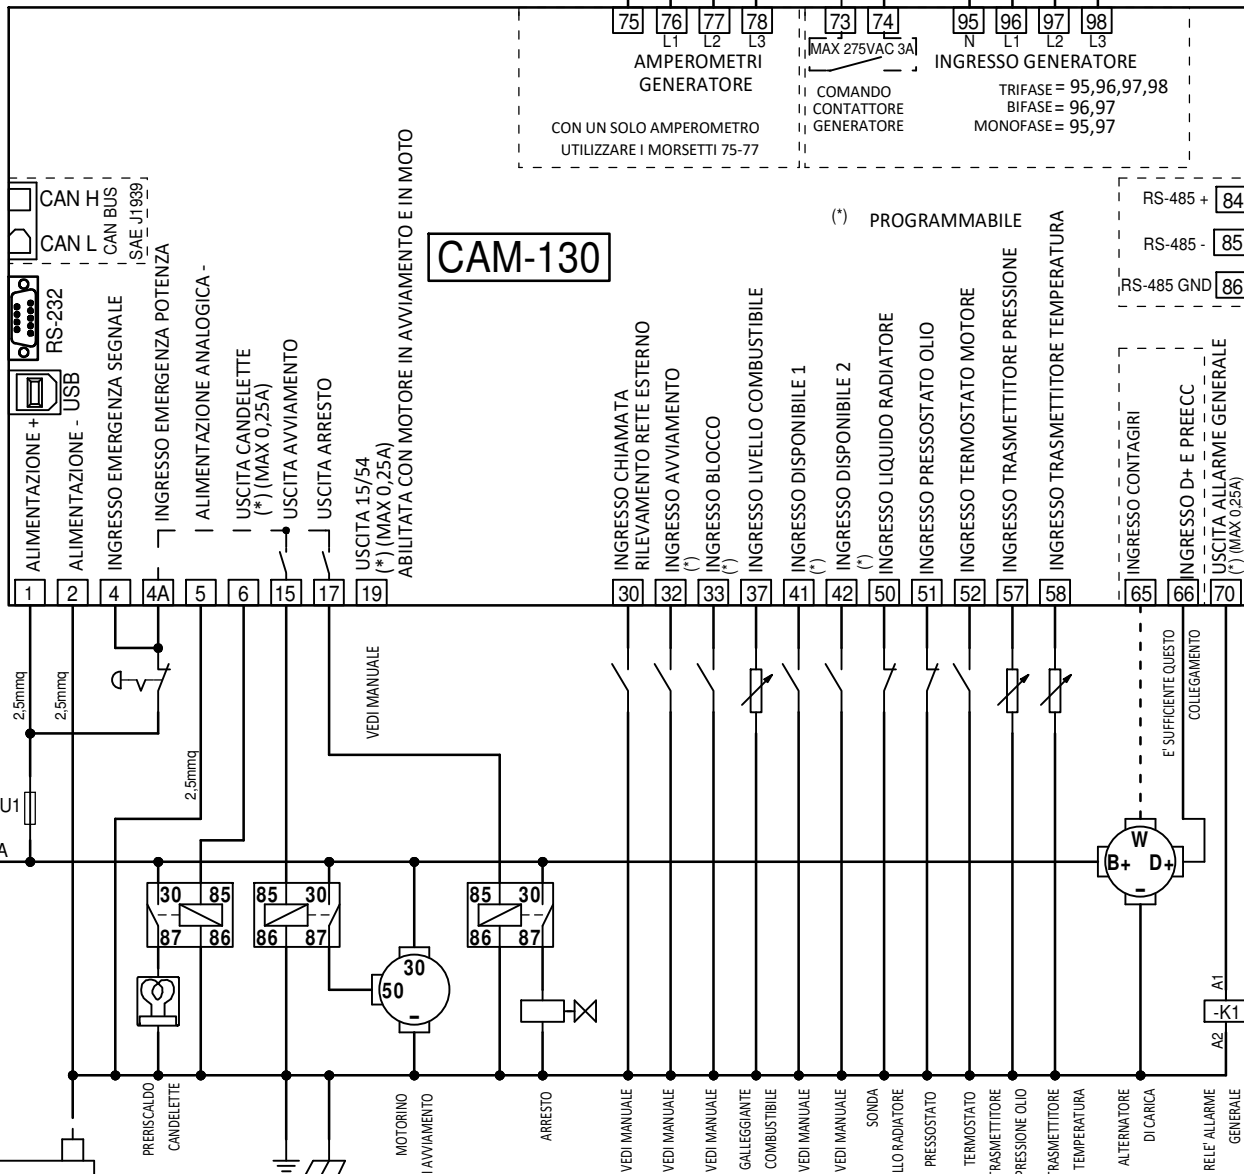 75 76 77 78 73 74 95 96 97 98
L1 L2 L3 N L1 L2 L3
AMPEROMETRI
GENERATORE
CON UN SOLO AMPEROMETRO
UTILIZZARE I MORSETTI 75-77
MAX 275VAC 3A
COMANDO
CONTATTORE
GENERATORE
INGRESSO GENERATORE
TRIFASE = 95,96,97,98
BIFASE = 96,97
MONOFASE = 95,97
CAN H
CAN L
CAN BUS
SAE J1939
RS-232
USB
CAM-130
(*) PROGRAMMABILE
RS-485 + 84
RS-485 - 85
RS-485 GND 86
ALIMENTAZIONE +
ALIMENTAZIONE -
INGRESSO EMERGENZA SEGNALE
INGRESSO EMERGENZA POTENZA
ALIMENTAZIONE ANALOGICA -
USCITA CANDELETTE
(*) (MAX 0,25A)
USCITA AVVIAMENTO
USCITA ARRESTO
USCITA 15/54
(*) (MAX 0,25A)
ABILITATA CON MOTORE IN AVVIAMENTO E IN MOTO
INGRESSO CHIAMATA
RILEVAMENTO RETE ESTERNO
INGRESSO AVVIAMENTO
(*)
INGRESSO BLOCCO
(*)
INGRESSO LIVELLO COMBUSTIBILE
INGRESSO DISPONIBILE 1
(*)
INGRESSO DISPONIBILE 2
(*)
INGRESSO LIQUIDO RADIATORE
INGRESSO PRESSOSTATO OLIO
INGRESSO TERMOSTATO MOTORE
INGRESSO TRASMETTITORE PRESSIONE
INGRESSO TRASMETTITORE TEMPERATURA
INGRESSO CONTAGIRI
INGRESSO D+ E PREECC
USCITA ALLARME GENERALE
(*) (MAX 0,25A)
1 2 4 4A 5 6 15 17 19 30 32 33 37 41 42 50 51 52 57 58 65 66 70
2,5mmq
2,5mmq
2,5mmq
VEDI MANUALE
E' SUFFICIENTE QUESTO
COLLEGAMENTO
U1
A
W
B+ D+
-
30 85
87 86
85 30
86 87
85 30
86 87
30
50
-
A1
-K1
A2
PRERISCALDO
CANDELETTE
MOTORINO
I AVVIAMENTO
ARRESTO
VEDI MANUALE
VEDI MANUALE
VEDI MANUALE
GALLEGGIANTE
COMBUSTIBILE
VEDI MANUALE
VEDI MANUALE
SONDA
LLO RADIATORE
PRESSOSTATO
TERMOSTATO
RASMETTITORE
PRESSIONE OLIO
RASMETTITORE
TEMPERATURA
ALTERNATORE
DI CARICA
RELE' ALLARME
GENERALE